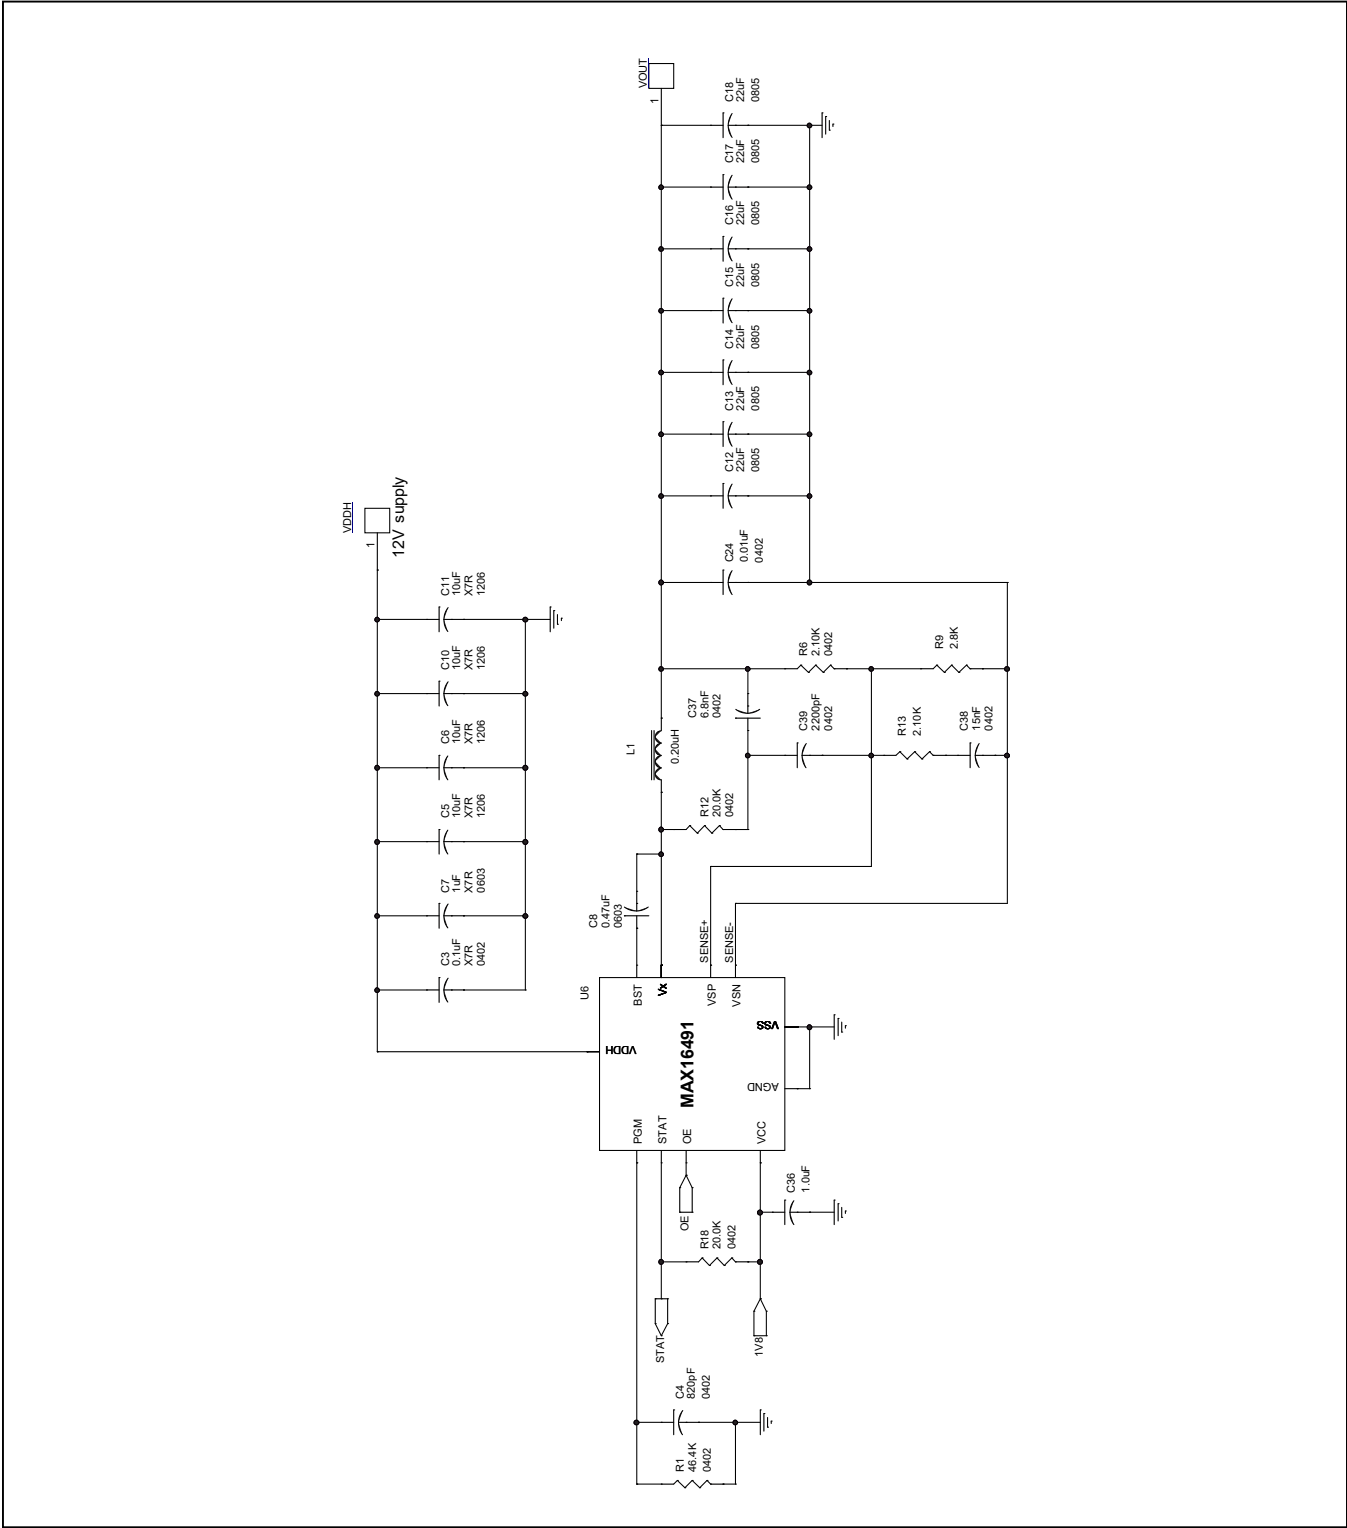 VDDH
1
12V supply
C11
10uF
X7R
1206
C10
10uF
X7R
1206
C6
10uF
X7R
1206
C5
10uF
X7R
1206
C7
1uF
X7R
0603
C3
0.1uF
X7R
0402
VOUT
1
C18
22uF
0805
C17
22uF
0805
C16
22uF
0805
C15
22uF
0805
C14
22uF
0805
C13
22uF
0805
C12
22uF
0805
C24
0.01uF
0402
L1
0.20uH
C37
6.8nF
0402
R6
2.10K
0402
R9
2.8K
C39
2200pF
0402
R13
2.10K
C38
15nF
0402
R12
20.0K
0402
C8
0.47uF
0603
SENSE+
SENSE-
U6
BST
Vx
VSP
VSN
VDDH
MAX16491
VSS
AGND
PGM
STAT
OE
VCC
OE
C36
1.0uF
R18
20.0K
0402
STAT
1V8
C4
820pF
0402
R1
46.4K
0402